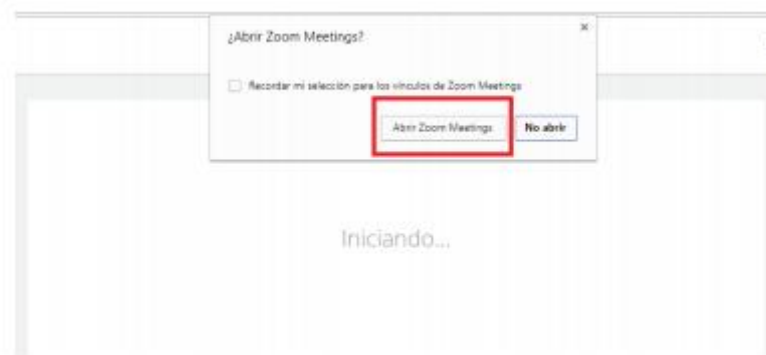 ¿Abrir Zoom Meetings?
Recordar mi selección para los vínculos de Zoom Meetings
Abrir Zoom Meetings No abrir
Iniciando...